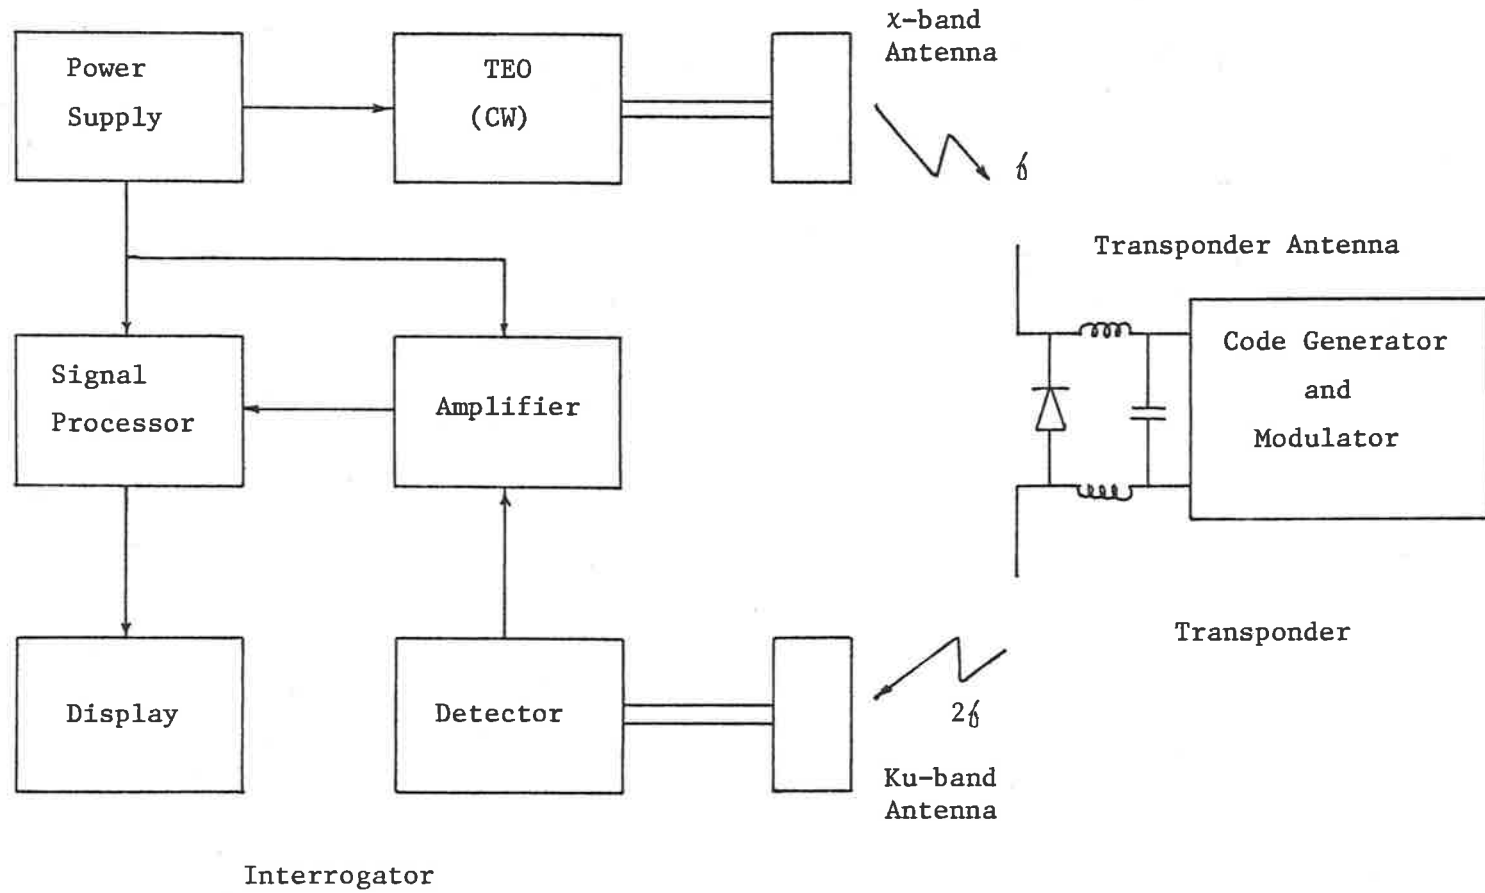 χ-band
Antenna
Power
Supply
TEO
(CW)
f
Transponder Antenna
Signal
Processor
Amplifier
Code Generator
and
Modulator
Transponder
Display
Detector
2f
Ku-band
Antenna
Interrogator